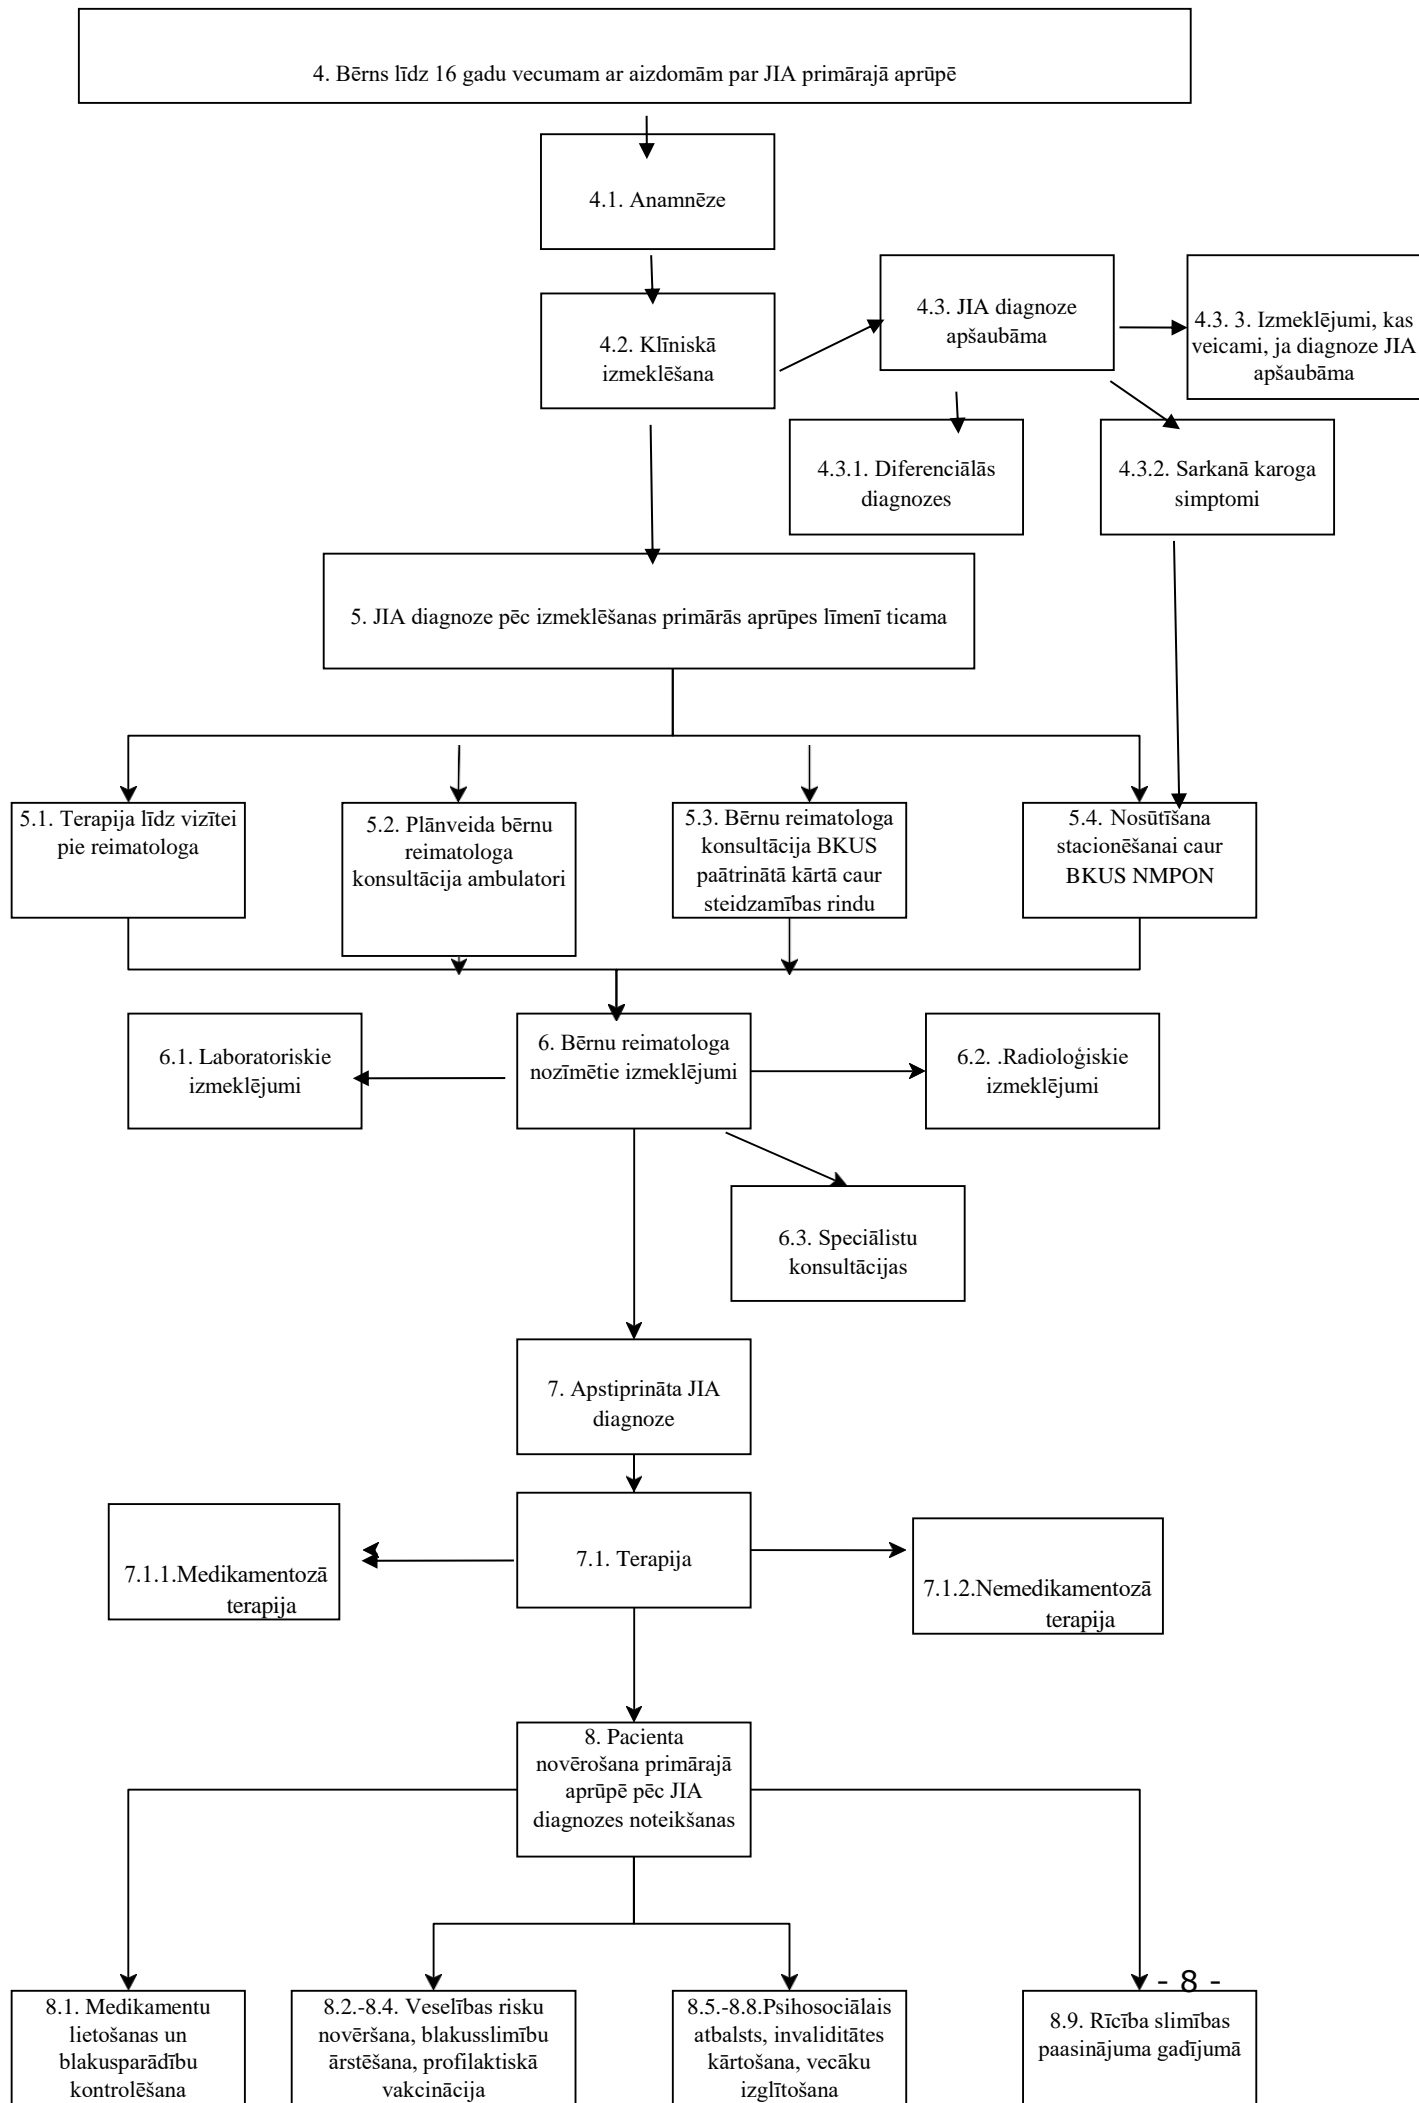 4. Bērns līdz 16 gadu vecumam ar aizdomām par JIA primārajā aprūpē
4.1. Anamnēze
4.2. Klīniskā
izmeklēšana
4.3. JIA diagnoze
apšaubāma
4.3. 3. Izmeklējumi, kas
veicami, ja diagnoze JIA
apšaubāma
4.3.1. Diferenciālās
diagnozes
4.3.2. Sarkanā karoga
simptomi
5. JIA diagnoze pēc izmeklēšanas primārās aprūpes līmenī ticama
5.1. Terapija līdz vizītei
pie reimatologa
5.2. Plānveida bērnu
reimatologa
konsultācija ambulatori
5.3. Bērnu reimatologa
konsultācija BKUS
paātrinātā kārtā caur
steidzamības rindu
5.4. Nosūtīšana
stacionēšanai caur
BKUS NMPON
6.1. Laboratoriskie
izmeklējumi
6. Bērnu reimatologa
nozīmētie izmeklējumi
6.2. .Radioloģiskie
izmeklējumi
6.3. Speciālistu
konsultācijas
7. Apstiprināta JIA
diagnoze
7.1. Terapija
7.1.1.Medikamentozā
terapija
7.1.2.Nemedikamentozā
terapija
8. Pacienta
novērošana primārajā
aprūpē pēc JIA
diagnozes noteikšanas
8.1. Medikamentu
lietošanas un
blakusparādību
kontrolēšana
8.2.-8.4. Veselības risku
novēršana, blakusslimību
ārstēšana, profilaktiskā
vakcinācija
8.5.-8.8.Psihosociālais
atbalsts, invaliditātes
kārtošana, vecāku
izglītošana
8.9. Rīcība slimības
paasinājuma gadījumā
- 8 -